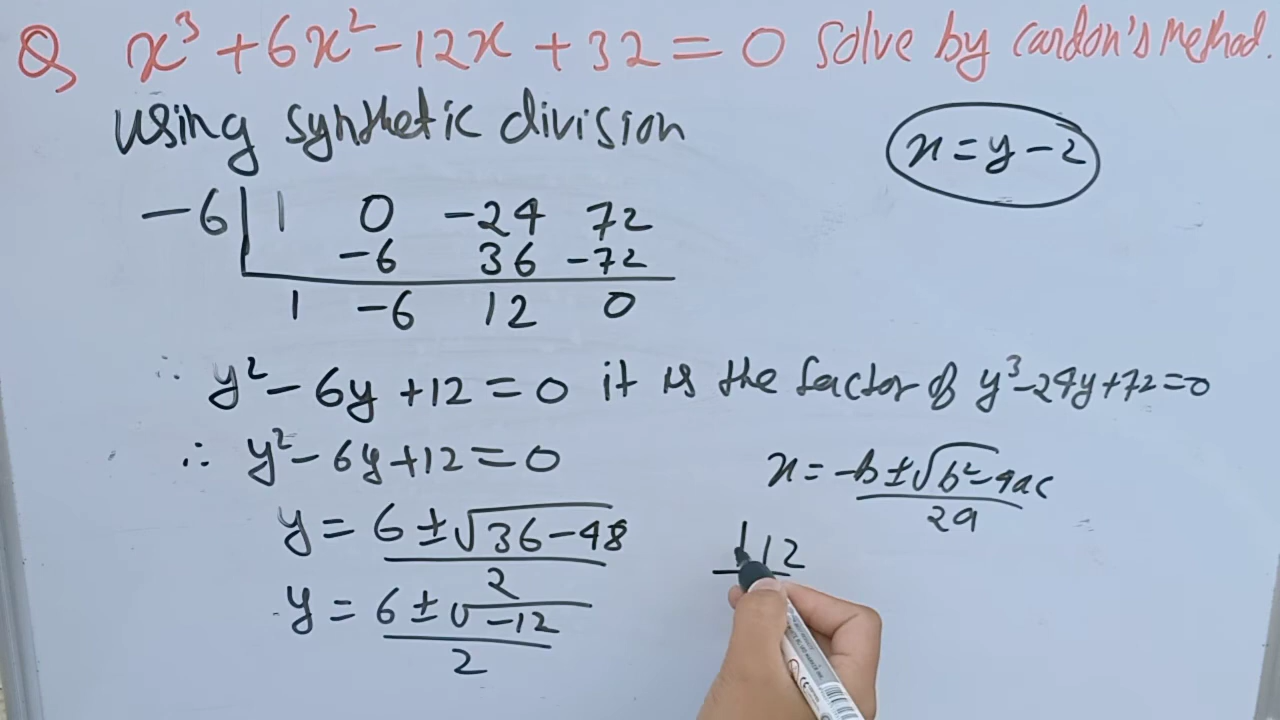 Q x³ + 6x² - 12x + 32 = 0 solve by cardon's Method.
using synthetic division
x = y - 2
-6 | 1 0 -24 72
-6 36 -72
1 -6 12 0
∴ y² - 6y + 12 = 0 it is the factor of y³ - 24y + 72 = 0
∴ y² - 6y + 12 = 0
x = -b ± √b² - 4ac / 2a
y = 6 ± √36 - 48 / 2
y = 6 ± √-12 / 2
12